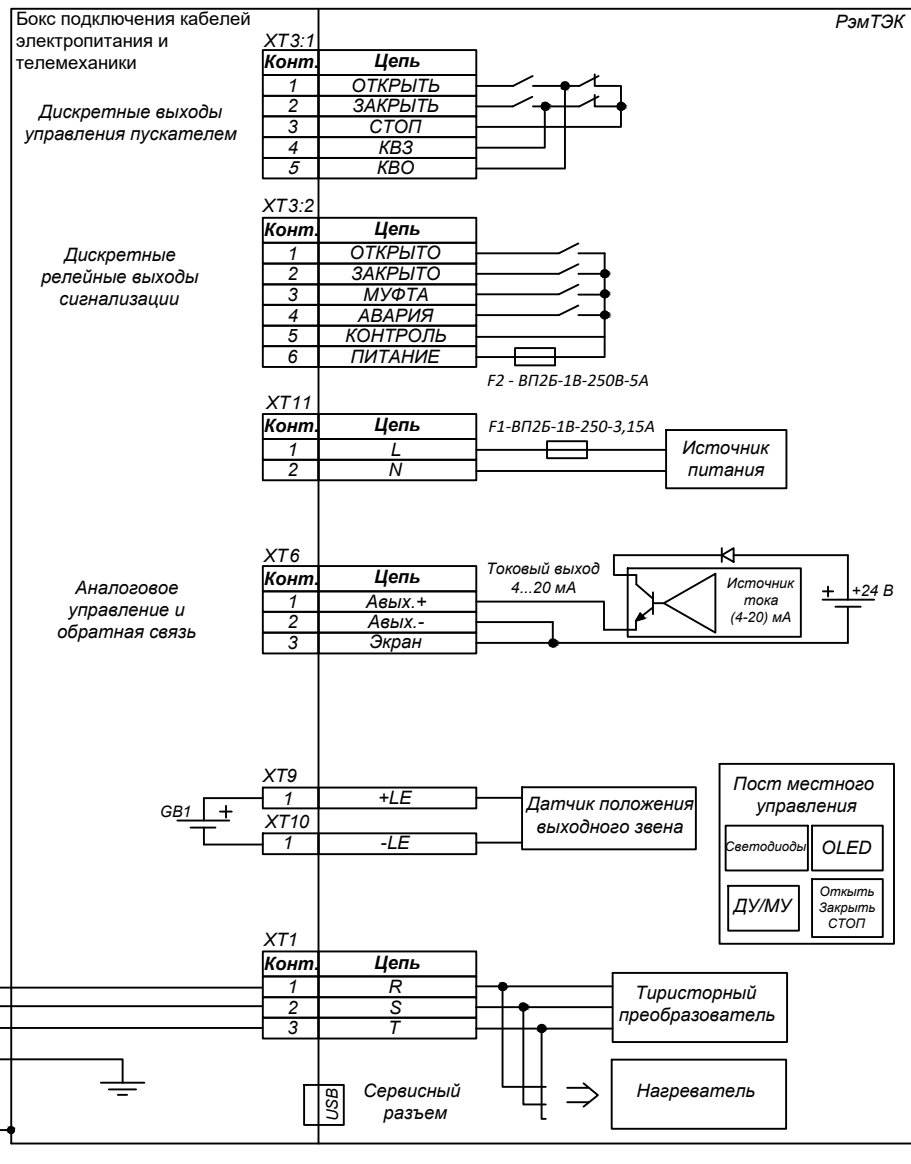 Бокс подключения кабелей
электропитания и
телемеханики
РэмТЭК
Дискретные выходы
управления пускателем
XT3:1
Конт. Цепь
1 ОТКРЫТЬ
2 ЗАКРЫТЬ
3 СТОП
4 КВЗ
5 КВО
Дискретные
релейные выходы
сигнализации
XT3:2
Конт. Цепь
1 ОТКРЫТО
2 ЗАКРЫТО
3 МУФТА
4 АВАРИЯ
5 КОНТРОЛЬ
6 ПИТАНИЕ
F2 - ВП2Б-1В-250В-5А
XT11
Конт. Цепь
1 L
2 N
F1-ВП2Б-1В-250-3,15А
Источник
питания
Аналоговое
управление и
обратная связь
XT6
Конт. Цепь
1 Авых.+
2 Авых.-
3 Экран
Токовый выход
4...20 мА
Источник
тока
(4-20) мА
+ +24 В
GB1 +
XT9
1 +LE
XT10
1 -LE
Датчик положения
выходного звена
Пост местного
управления
Светодиоды
OLED
ДУ/МУ
Откыть
Закрыть
СТОП
XT1
Конт. Цепь
1 R
2 S
3 T
Тиристорный
преобразователь
Нагреватель
USB
Сервисный
разъем